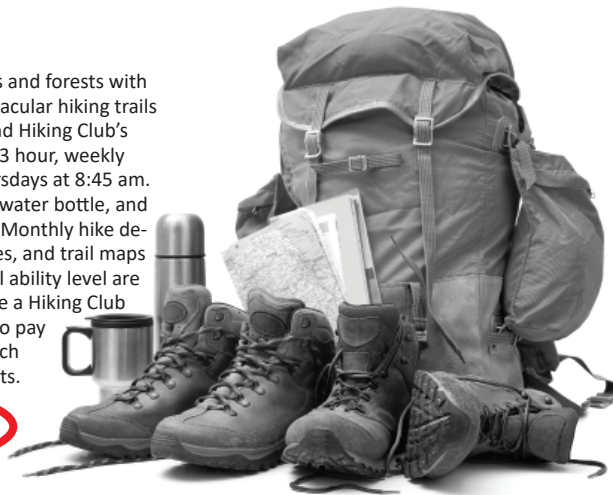 s and forests with
acular hiking trails
nd Hiking Club's
3 hour, weekly
rsdays at 8:45 am.
water bottle, and
Monthly hike de-
es, and trail maps
l ability level are
e a Hiking Club
o pay
ch
ts.